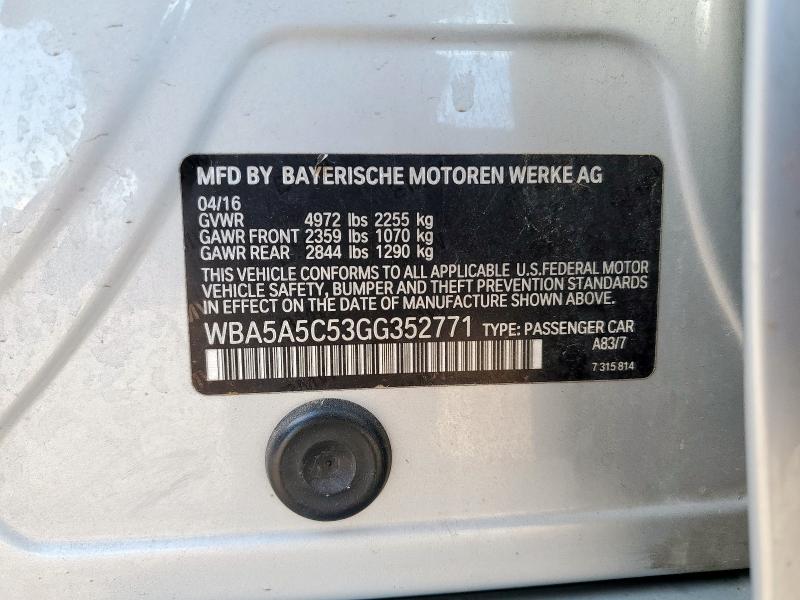 MFD BY BAYERISCHE MOTOREN WERKE AG
04/16
GVWR 4972 lbs 2255 kg
GAWR FRONT 2359 lbs 1070 kg
GAWR REAR 2844 lbs 1290 kg
THIS VEHICLE CONFORMS TO ALL APPLICABLE U.S.FEDERAL MOTOR
VEHICLE SAFETY, BUMPER AND THEFT PREVENTION STANDARDS
IN EFFECT ON THE DATE OF MANUFACTURE SHOWN ABOVE.
WBA5A5C53GG352771 TYPE: PASSENGER CAR
A83/7
7 315 814